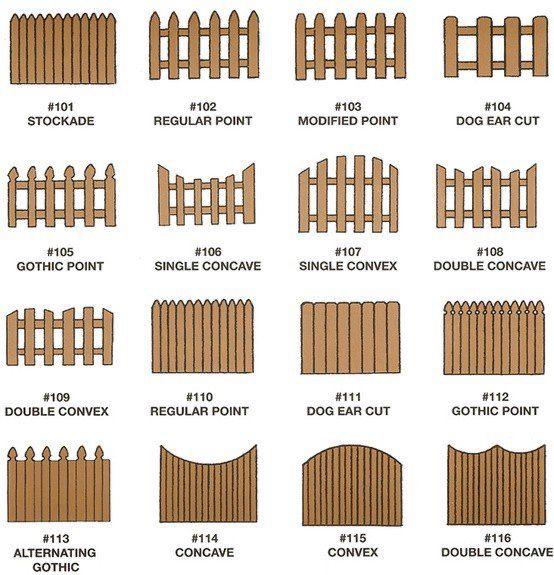 #101
STOCKADE
#102
REGULAR POINT
#103
MODIFIED POINT
#104
DOG EAR CUT
#105
GOTHIC POINT
#106
SINGLE CONCAVE
#107
SINGLE CONVEX
#108
DOUBLE CONCAVE
#109
DOUBLE CONVEX
#110
REGULAR POINT
#111
DOG EAR CUT
#112
GOTHIC POINT
#113
ALTERNATING
GOTHIC
#114
CONCAVE
#115
CONVEX
#116
DOUBLE CONCAVE